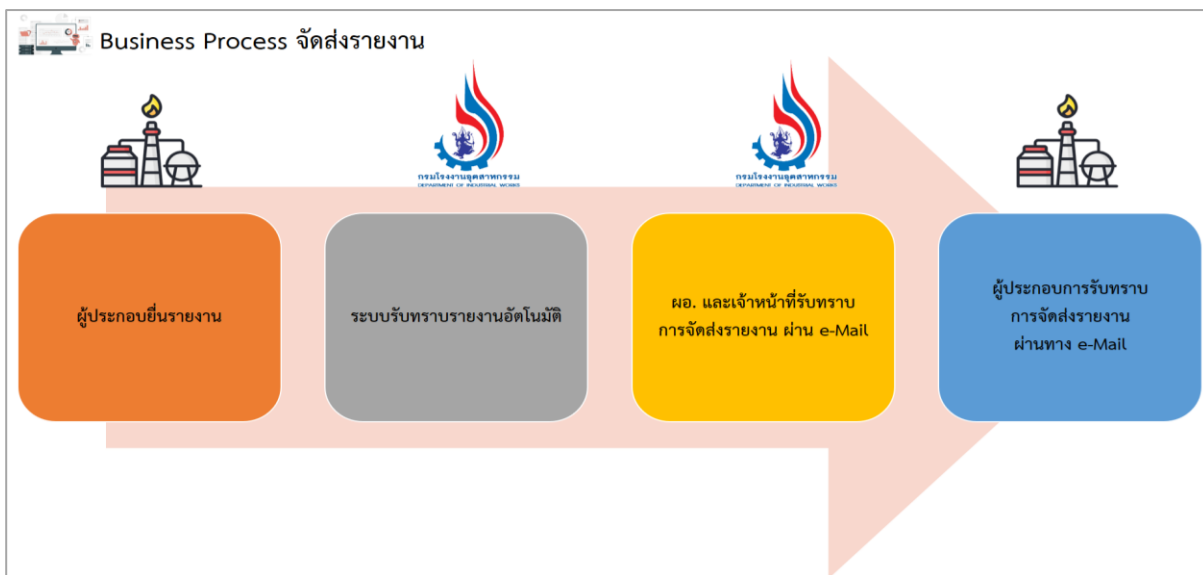 Business Process จัดส่งรายงาน
กรมโรงงานอุตสาหกรรม
DEPARTMENT OF INDUSTRIAL WORKS
กรมโรงงานอุตสาหกรรม
DEPARTMENT OF INDUSTRIAL WORKS
ผู้ประกอบยื่นรายงาน
ระบบรับทราบรายงานอัตโนมัติ
ผอ. และเจ้าหน้าที่รับทราบ
การจัดส่งรายงาน ผ่าน e-Mail
ผู้ประกอบการรับทราบ
การจัดส่งรายงาน
ผ่านทาง e-Mail